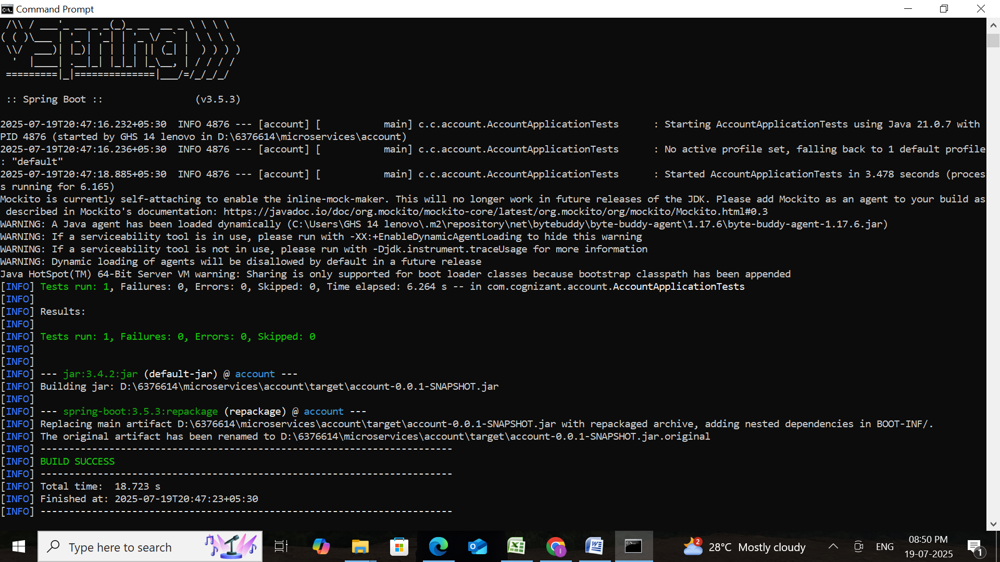 Command Prompt
 /\\ / ___'_ __ _ _(_)_ __  __ _ \ \ \ \
( ( )\___ | '_ | '_| | '_ \/ _` | \ \ \ \
 \\/  ___)| |_)| | | | | || (_| |  ) ) ) )
  '  |____| .__|_| |_|_| |_\__, | / / / /
 =========|_|==============|___/=/_/_/_/
:: Spring Boot ::                (v3.5.3)
2025-07-19T20:47:16.232+05:30  INFO 4876 --- [account] [           main] c.c.account.AccountApplicationTests      : Starting AccountApplicationTests using Java 21.0.7 with
PID 4876 (started by GHS 14 lenovo in D:\6376614\microservices\account)
2025-07-19T20:47:16.236+05:30  INFO 4876 --- [account] [           main] c.c.account.AccountApplicationTests      : No active profile set, falling back to 1 default profile
: "default"
2025-07-19T20:47:18.885+05:30  INFO 4876 --- [account] [           main] c.c.account.AccountApplicationTests      : Started AccountApplicationTests in 3.478 seconds (proces
s running for 6.165)
Mockito is currently self-attaching to enable the inline-mock-maker. This will no longer work in future releases of the JDK. Please add Mockito as an agent to your build as
 described in Mockito's documentation: https://javadoc.io/doc/org.mockito/mockito-core/latest/org.mockito/org/mockito/Mockito.html#0.3
WARNING: A Java agent has been loaded dynamically (C:\Users\GHS 14 lenovo\.m2\repository\net\bytebuddy\byte-buddy-agent\1.17.6\byte-buddy-agent-1.17.6.jar)
WARNING: If a serviceability tool is in use, please run with -XX:+EnableDynamicAgentLoading to hide this warning
WARNING: If a serviceability tool is not in use, please run with -Djdk.instrument.traceUsage for more information
WARNING: Dynamic loading of agents will be disallowed by default in a future release
Java HotSpot(TM) 64-Bit Server VM warning: Sharing is only supported for boot loader classes because bootstrap classpath has been appended
[INFO] Tests run: 1, Failures: 0, Errors: 0, Skipped: 0, Time elapsed: 6.264 s -- in com.cognizant.account.AccountApplicationTests
[INFO]
[INFO] Results:
[INFO]
[INFO] Tests run: 1, Failures: 0, Errors: 0, Skipped: 0
[INFO]
[INFO]
[INFO] --- jar:3.4.2:jar (default-jar) @ account ---
[INFO] Building jar: D:\6376614\microservices\account\target\account-0.0.1-SNAPSHOT.jar
[INFO]
[INFO] --- spring-boot:3.5.3:repackage (repackage) @ account ---
[INFO] Replacing main artifact D:\6376614\microservices\account\target\account-0.0.1-SNAPSHOT.jar with repackaged archive, adding nested dependencies in BOOT-INF/.
[INFO] The original artifact has been renamed to D:\6376614\microservices\account\target\account-0.0.1-SNAPSHOT.jar.original
[INFO] ------------------------------------------------------------------------
[INFO] BUILD SUCCESS
[INFO] ------------------------------------------------------------------------
[INFO] Total time:  18.723 s
[INFO] Finished at: 2025-07-19T20:47:23+05:30
[INFO] ------------------------------------------------------------------------
Type here to search
2
28°C Mostly cloudy
ENG
08:50 PM
19-07-2025
1